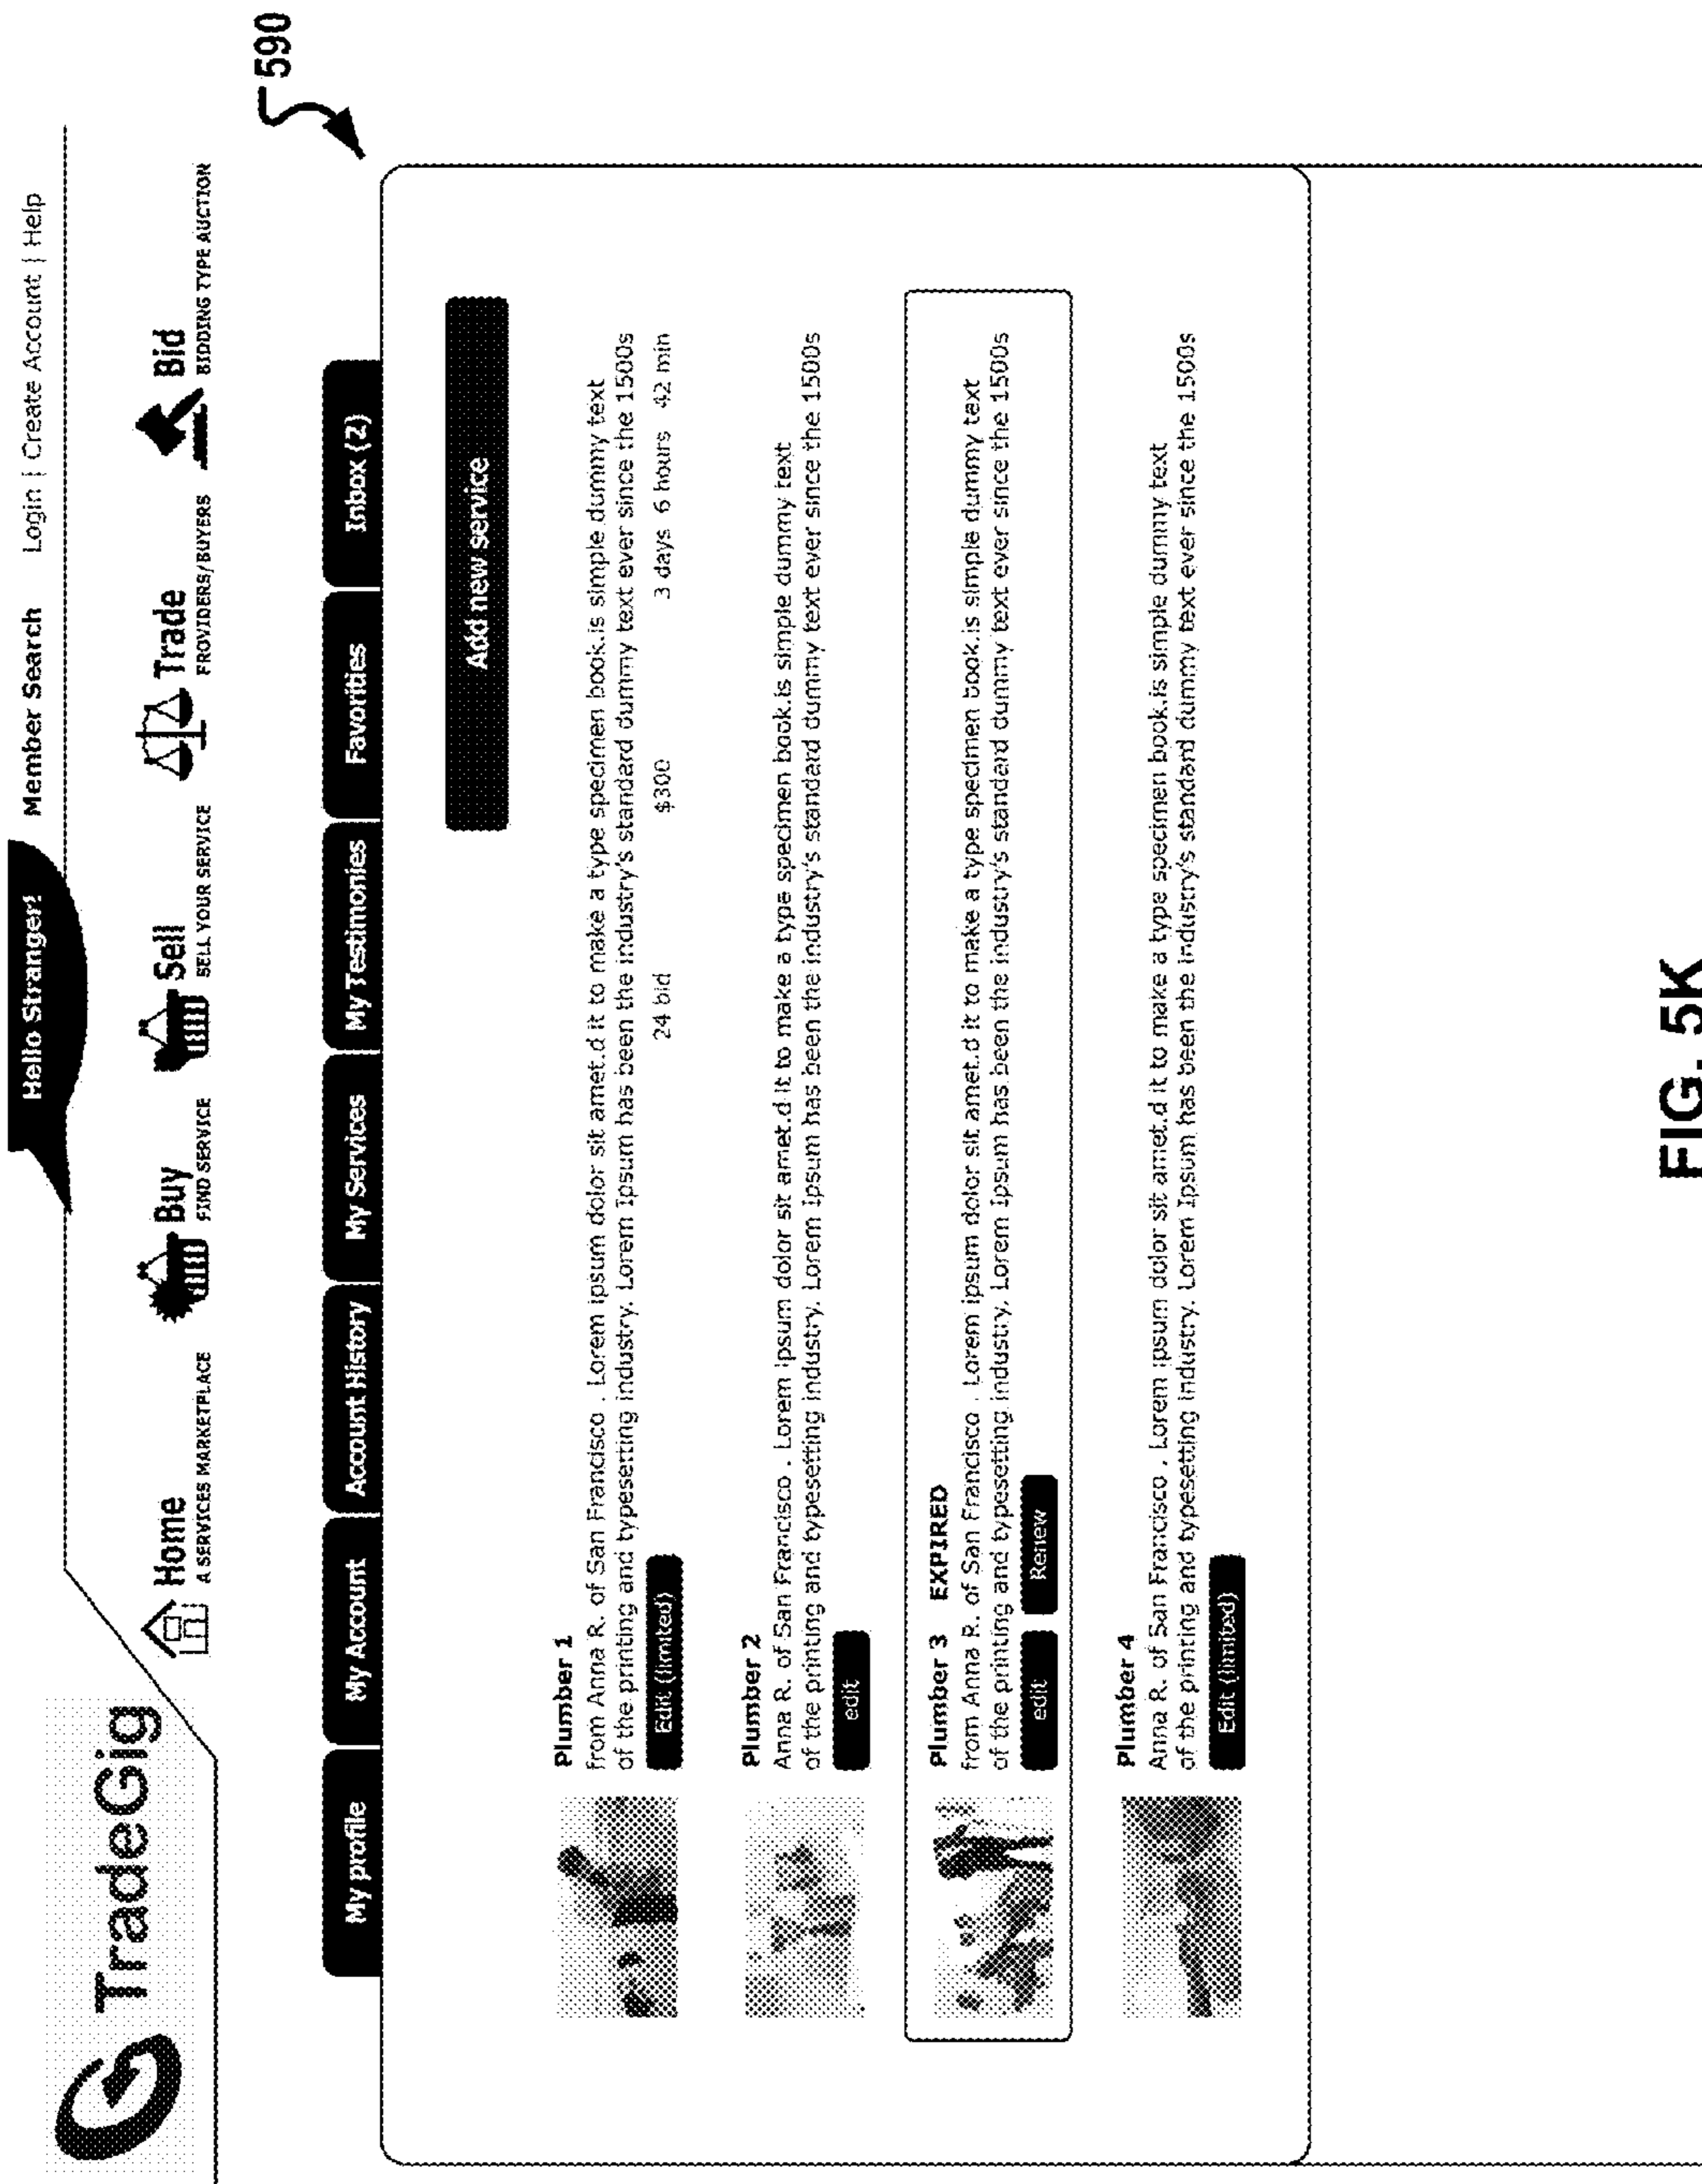 Hello Stranger!
Member Search Login | Create Account | Help
TradeGig
Home
A SERVICES MARKETPLACE
Buy
FIND SERVICE
Sell
SELL YOUR SERVICE
Trade
PROVIDERS/BUYERS
Bid
BIDDING TYPE AUCTION
590
My profile
My Account
Account History
My Services
My Testimonies
Favorities
Inbox (2)
Add new service
Plumber 1
from Anna R. of San Francisco . Lorem ipsum dolor sit amet.d it to make a type specimen book.is simple dummy text
of the printing and typesetting industry. Lorem Ipsum has been the industry's standard dummy text ever since the 1500s
Edit (limited) 24 bid $300 3 days 6 hours 42 min
Plumber 2
Anna R. of San Francisco . Lorem ipsum dolor sit amet.d it to make a type specimen book.is simple dummy text
of the printing and typesetting industry. Lorem Ipsum has been the industry's standard dummy text ever since the 1500s
edit
Plumber 3 EXPIRED
from Anna R. of San Francisco . Lorem ipsum dolor sit amet.d it to make a type specimen book.is simple dummy text
of the printing and typesetting industry. Lorem Ipsum has been the industry's standard dummy text ever since the 1500s
edit Renew
Plumber 4
Anna R. of San Francisco . Lorem ipsum dolor sit amet.d it to make a type specimen book.is simple dummy text
of the printing and typesetting industry. Lorem Ipsum has been the industry's standard dummy text ever since the 1500s
Edit (limited)
FIG. 5K